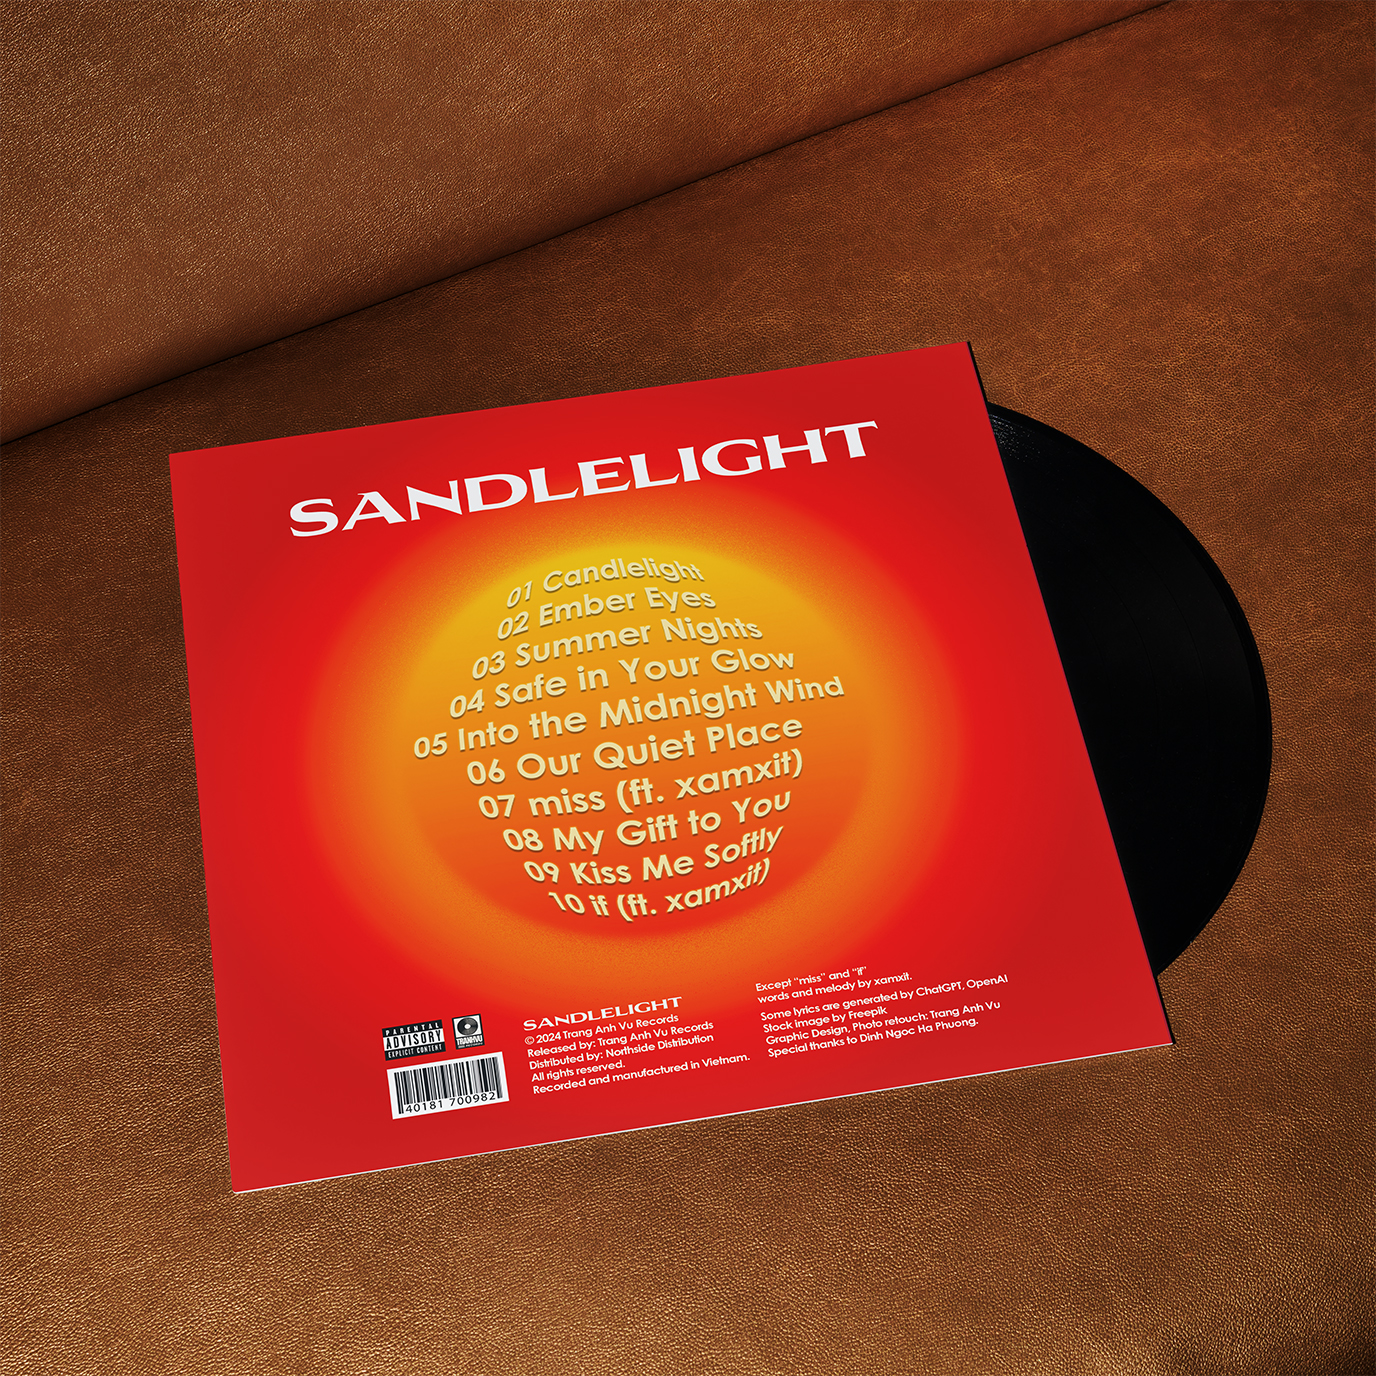 SANDLELIGHT
01 Candlelight
02 Ember Eyes
03 Summer Nights
04 Safe in Your Glow
05 Into the Midnight Wind
06 Our Quiet Place
07 miss (ft. xamxit)
08 My Gift to You
09 Kiss Me Softly
10 if (ft. xamxit)
PARENTAL
ADVISORY
EXPLICIT CONTENT
TRANHVU
40181 700982
SANDLELIGHT
© 2024 Trang Anh Vu Records
Released by: Trang Anh Vu Records
Distributed by: Northside Distribution
All rights reserved.
Recorded and manufactured in Vietnam.
Except "miss" and "if"
words and melody by xamxit.
Some lyrics are generated by ChatGPT, OpenAI
Stock image by Freepik
Graphic Design, Photo retouch: Trang Anh Vu
Special thanks to Dinh Ngoc Ha Phuong.